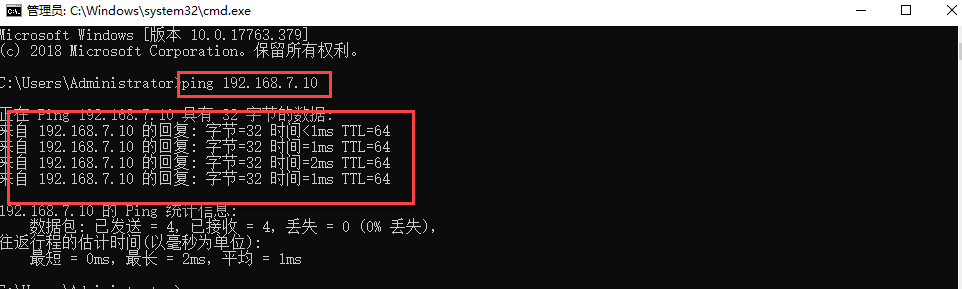 管理员: C:\Windows\system32\cmd.exe
Microsoft Windows [版本 10.0.17763.379]
(c) 2018 Microsoft Corporation。保留所有权利。
C:\Users\Administrator>ping 192.168.7.10
正在 Ping 192.168.7.10 具有 32 字节的数据:
来自 192.168.7.10 的回复: 字节=32 时间<1ms TTL=64
来自 192.168.7.10 的回复: 字节=32 时间=1ms TTL=64
来自 192.168.7.10 的回复: 字节=32 时间=2ms TTL=64
来自 192.168.7.10 的回复: 字节=32 时间=1ms TTL=64
192.168.7.10 的 Ping 统计信息:
数据包: 已发送 = 4，已接收 = 4，丢失 = 0 (0% 丢失)，
往返行程的估计时间(以毫秒为单位):
最短 = 0ms，最长 = 2ms，平均 = 1ms
C:\Users\Administrator>